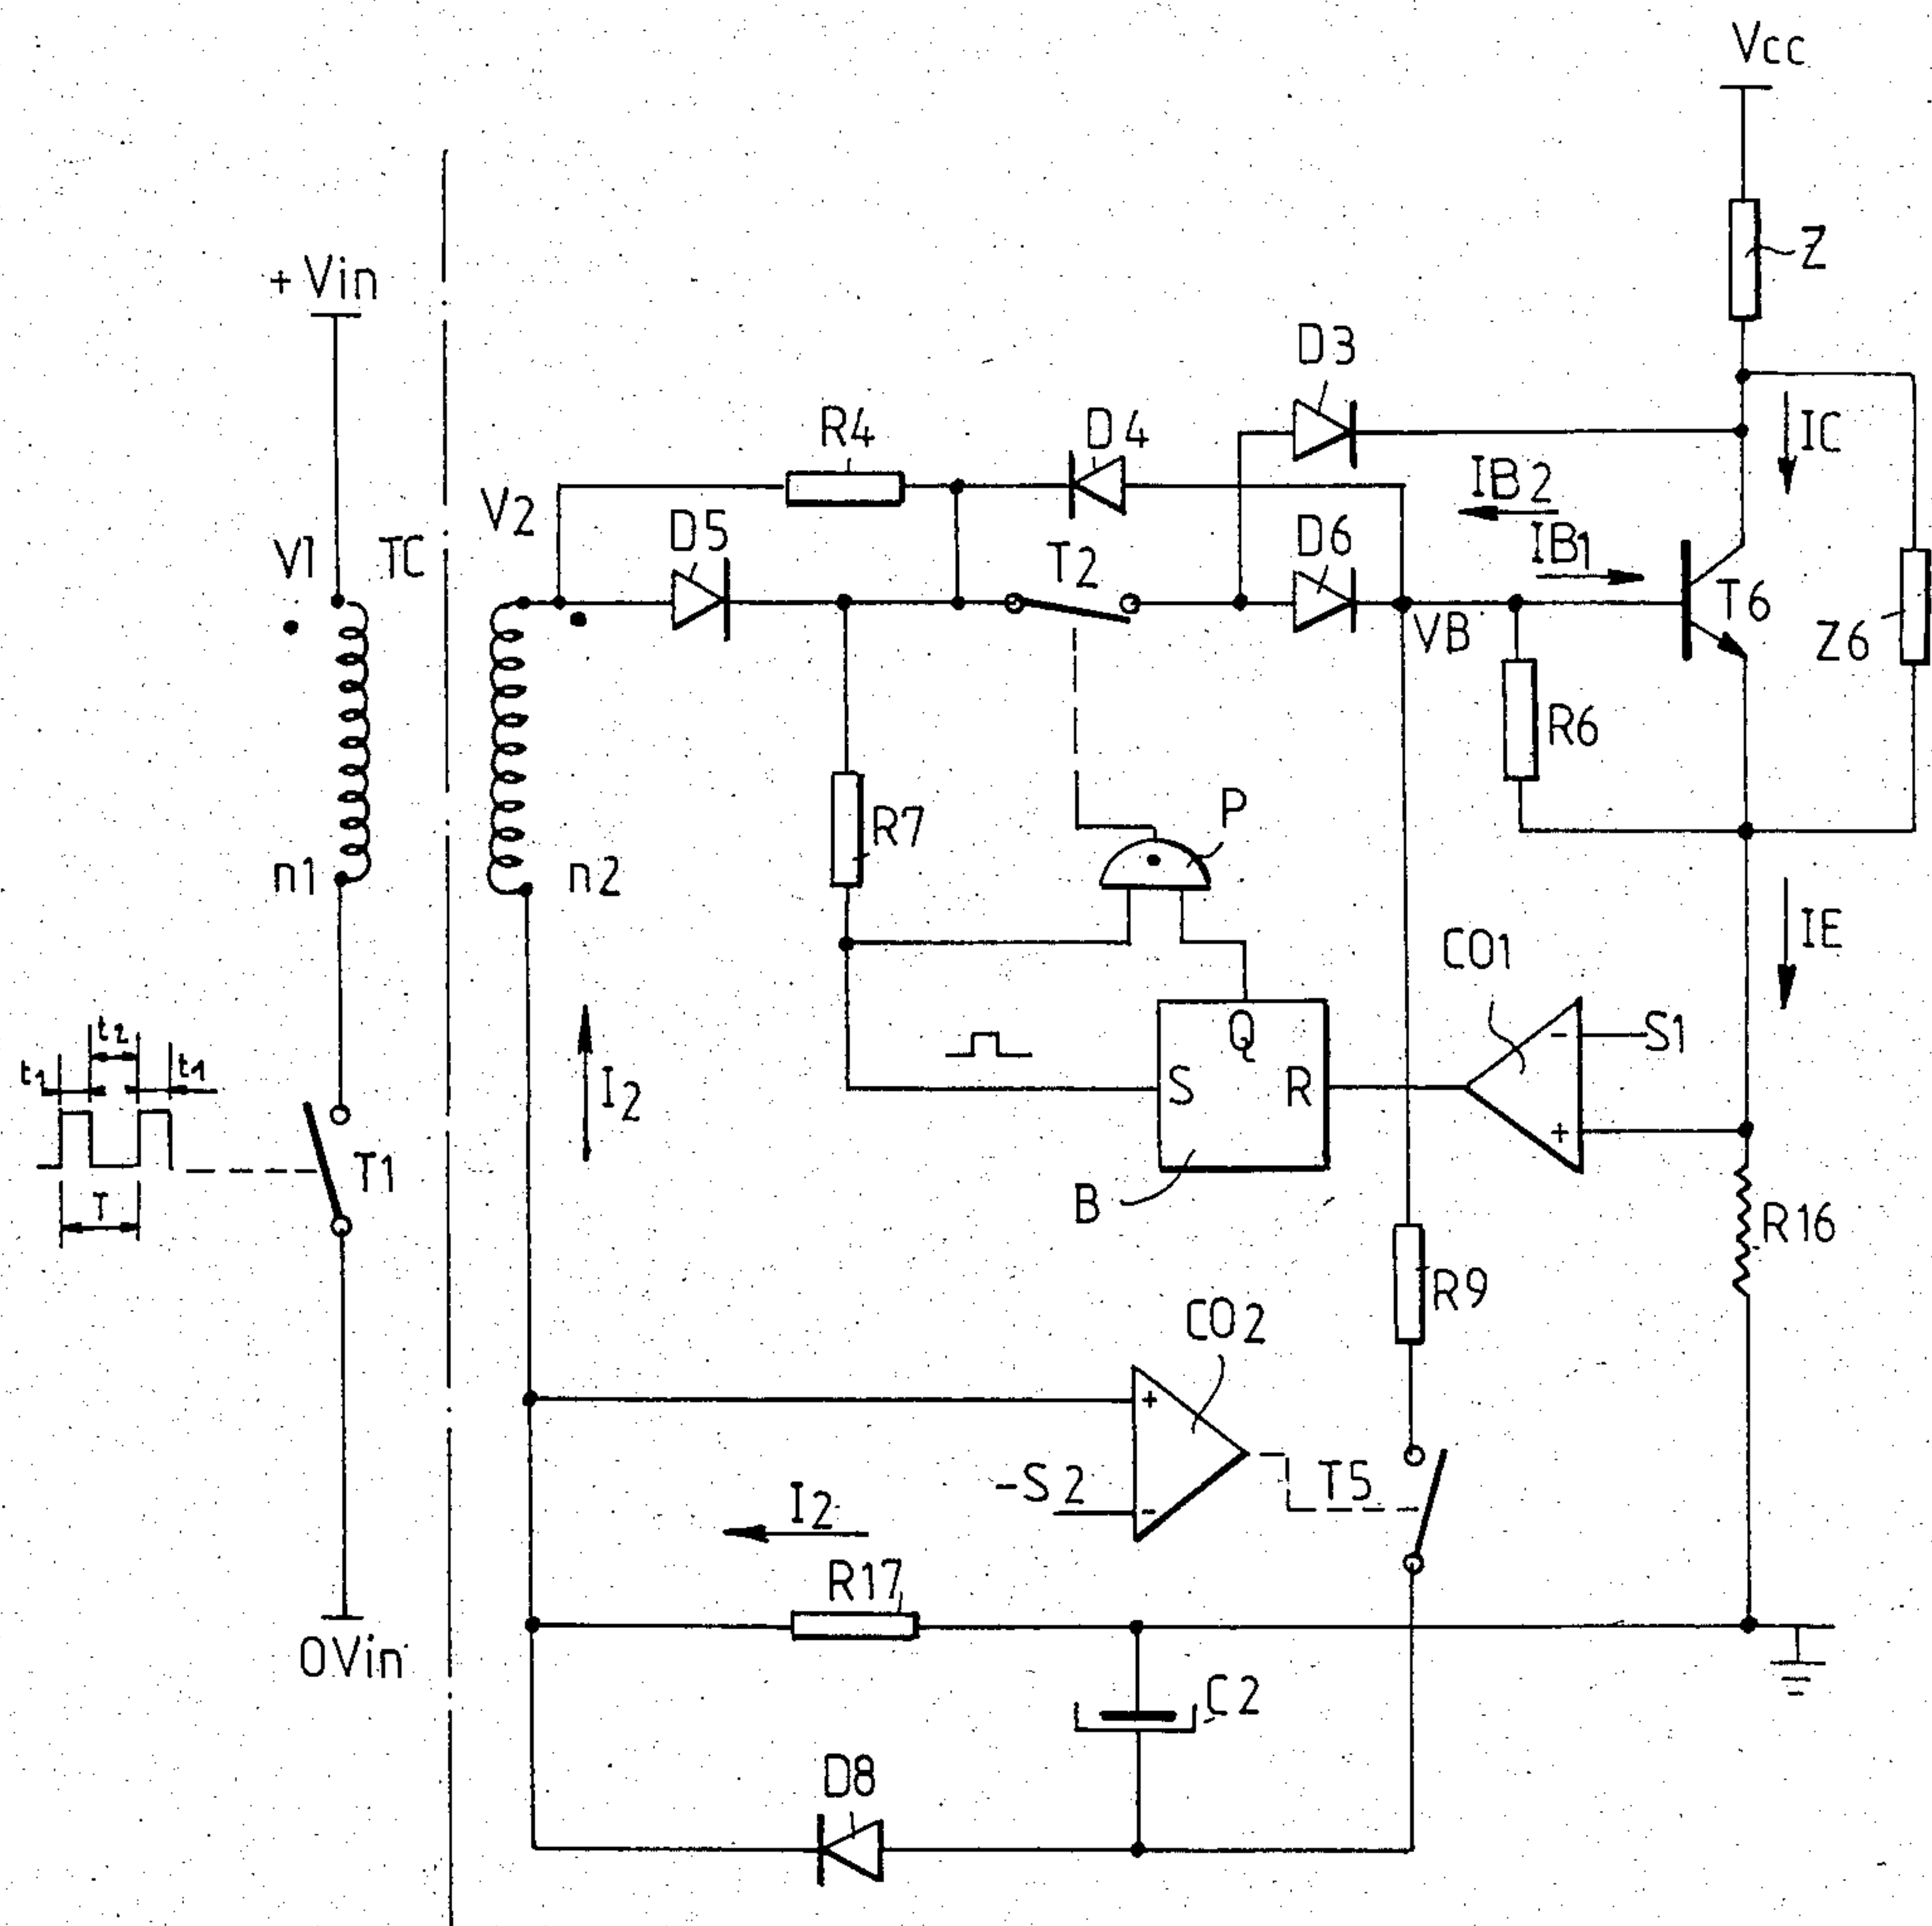 Vcc
Z
+Vin
D3
R4
D4
IC
IB2
V2
D5
T2
D6
IB1
V1
TC
T6
VB
Z6
R6
P
R7
n1
n2
CO1
IE
t2
t1
t1
Q
- S1
I2
S
R
+
T1
T
B
R16
R9
CO2
+
T5
-S2
-
I2
R17
0Vin
C2
D8